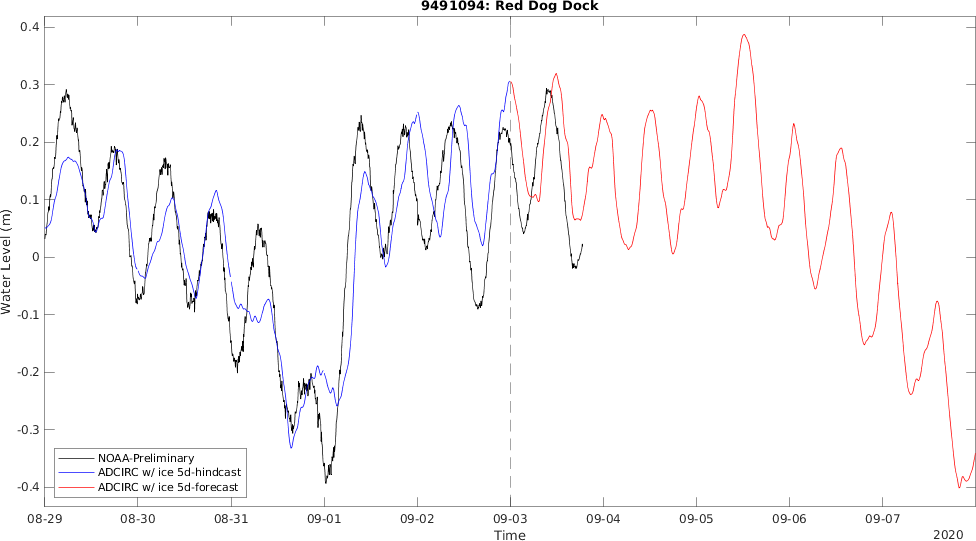 9491094: Red Dog Dock
0.4
0.3
0.2
0.1
0
-0.1
-0.2
-0.3
-0.4
Water Level (m)
NOAA-Preliminary
ADCIRC w/ ice 5d-hindcast
ADCIRC w/ ice 5d-forecast
08-29 08-30 08-31 09-01 09-02 09-03 09-04 09-05 09-06 09-07
Time
2020